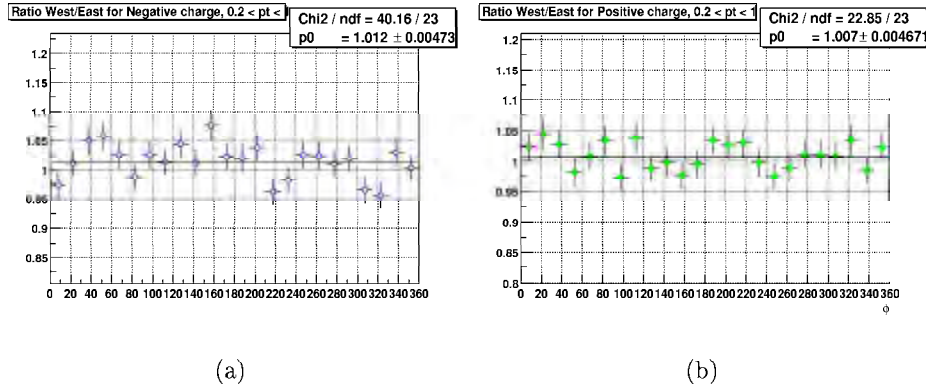 Ratio West/East for Negative charge, 0.2 < pt <
Chi2 / ndf = 40.16 / 23
p0 = 1.012 ± 0.00473
1.2
1.15
1.1
1.05
1
0.95
0.9
0.85
0 20 40 60 80 100 120 140 160 180 200 220 240 260 280 300 320 340 360
(a)
Ratio West/East for Positive charge, 0.2 < pt < 1
Chi2 / ndf = 22.85 / 23
p0 = 1.007 ± 0.004671
1.2
1.15
1.1
1.05
1
0.95
0.9
0.85
0.8
0 20 40 60 80 100 120 140 160 180 200 220 240 260 280 300 320 340 360
ϕ
(b)